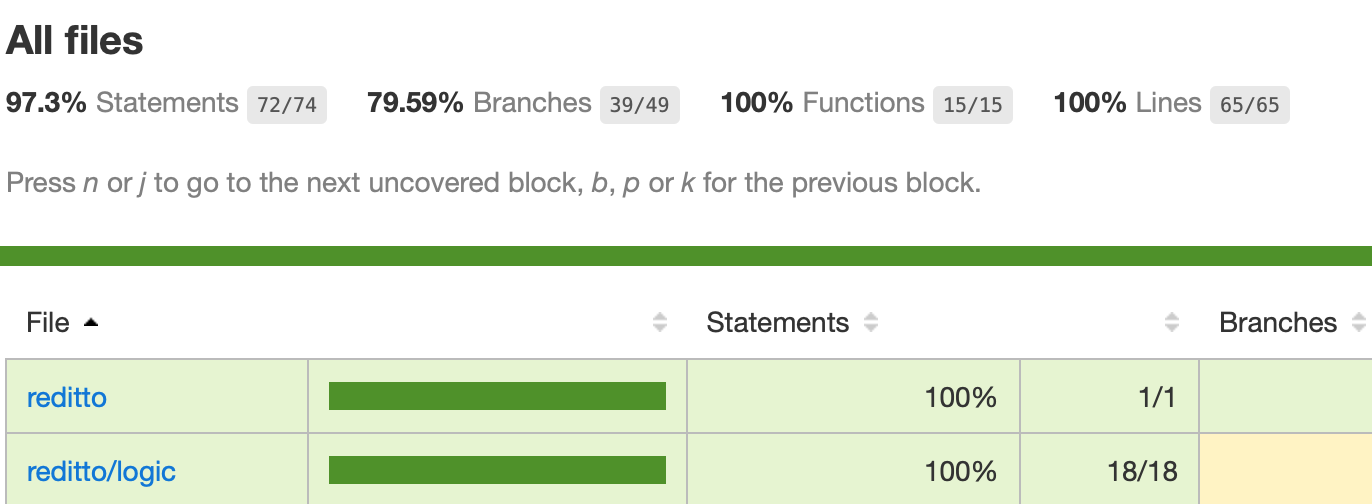 All files
97.3% Statements 72/74 79.59% Branches 39/49 100% Functions 15/15 100% Lines 65/65
Press n or j to go to the next uncovered block, b, p or k for the previous block.
File Statements Branches
reditto 100% 1/1
reditto/logic 100% 18/18